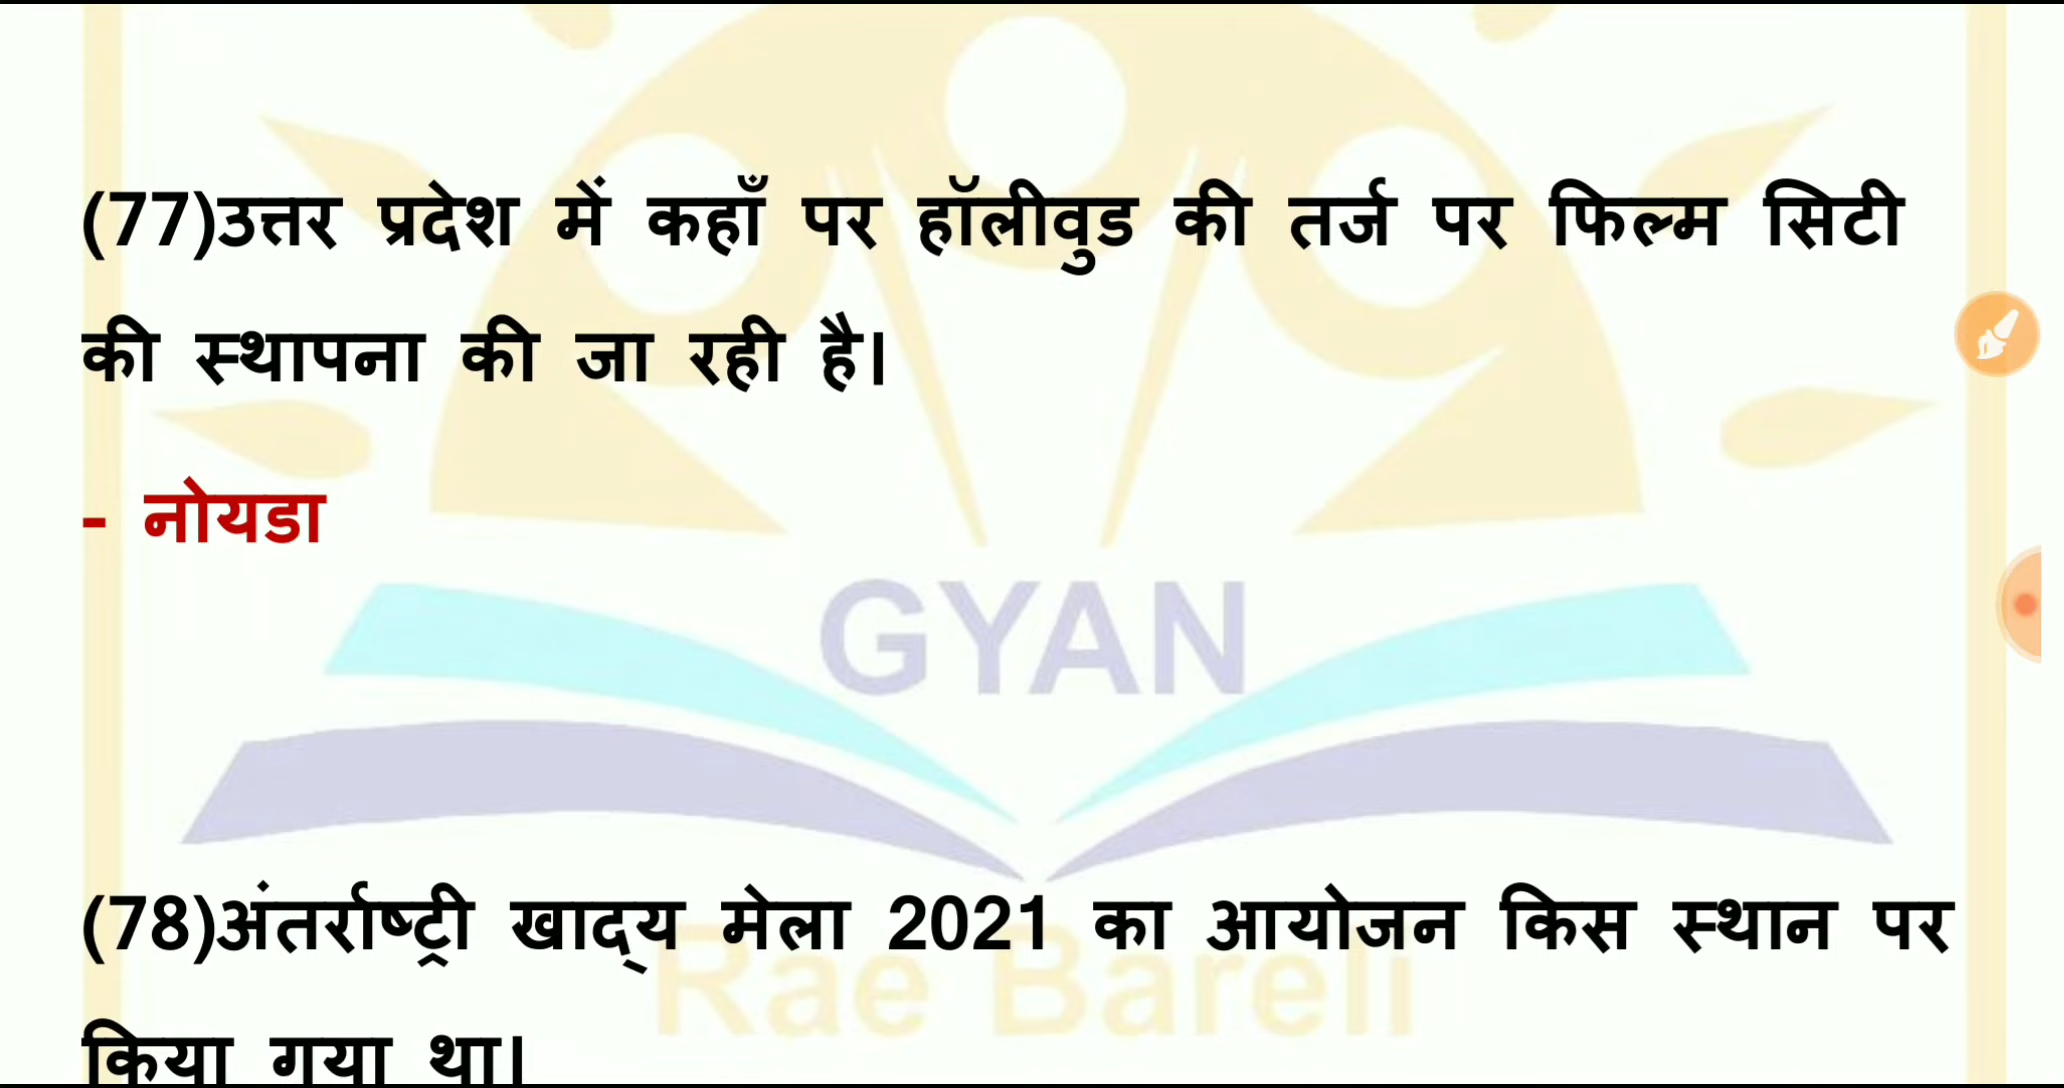 (77)उत्तर प्रदेश में कहाँ पर हॉलीवुड की तर्ज पर फिल्म सिटी
की स्थापना की जा रही है।
- नोयडा
GYAN
(78)अंतर्राष्ट्री खाद्य मेला 2021 का आयोजन किस स्थान पर
Rae Bareli
किया गया था।